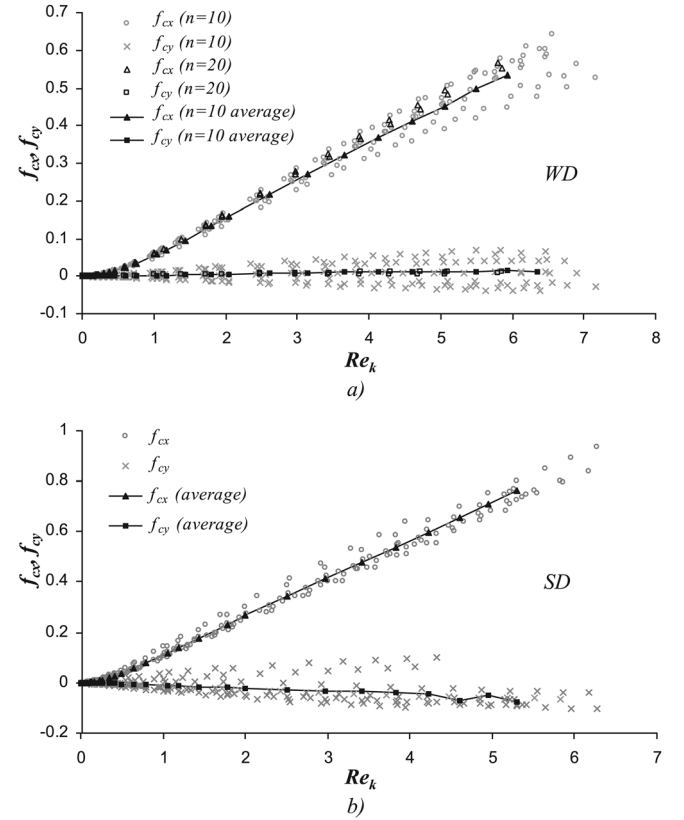 0.7
0.6
0.5
0.4
0.3
0.2
0.1
0
-0.1
f_cx, f_cy
f_cx (n=10)
f_cy (n=10)
f_cx (n=20)
f_cy (n=20)
f_cx (n=10 average)
f_cy (n=10 average)
WD
0 1 2 3 4 5 6 7 8
Re_k
a)
1
0.8
0.6
0.4
0.2
0
-0.2
f_cx, f_cy
f_cx
f_cy
f_cx (average)
f_cy (average)
SD
0 1 2 3 4 5 6 7
Re_k
b)